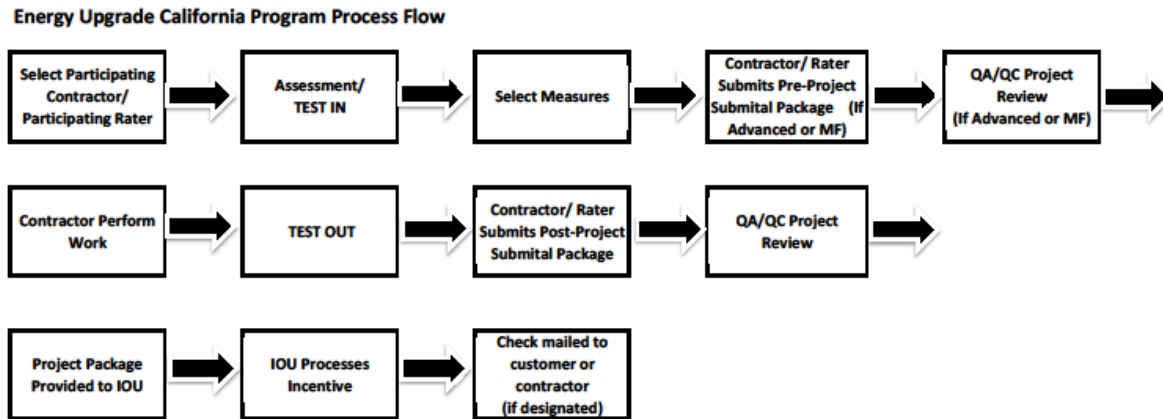 Energy Upgrade California Program Process Flow
Select Participating
Contractor/
Participating Rater
Assessment/
TEST IN
Select Measures
Contractor/ Rater
Submits Pre-Project
Submital Package (If
Advanced or MF)
QA/QC Project
Review
(If Advanced or MF)
Contractor Perform
Work
TEST OUT
Contractor/ Rater
Submits Post-Project
Submital Package
QA/QC Project
Review
Project Package
Provided to IOU
IOU Processes
Incentive
Check mailed to
customer or
contractor
(if designated)